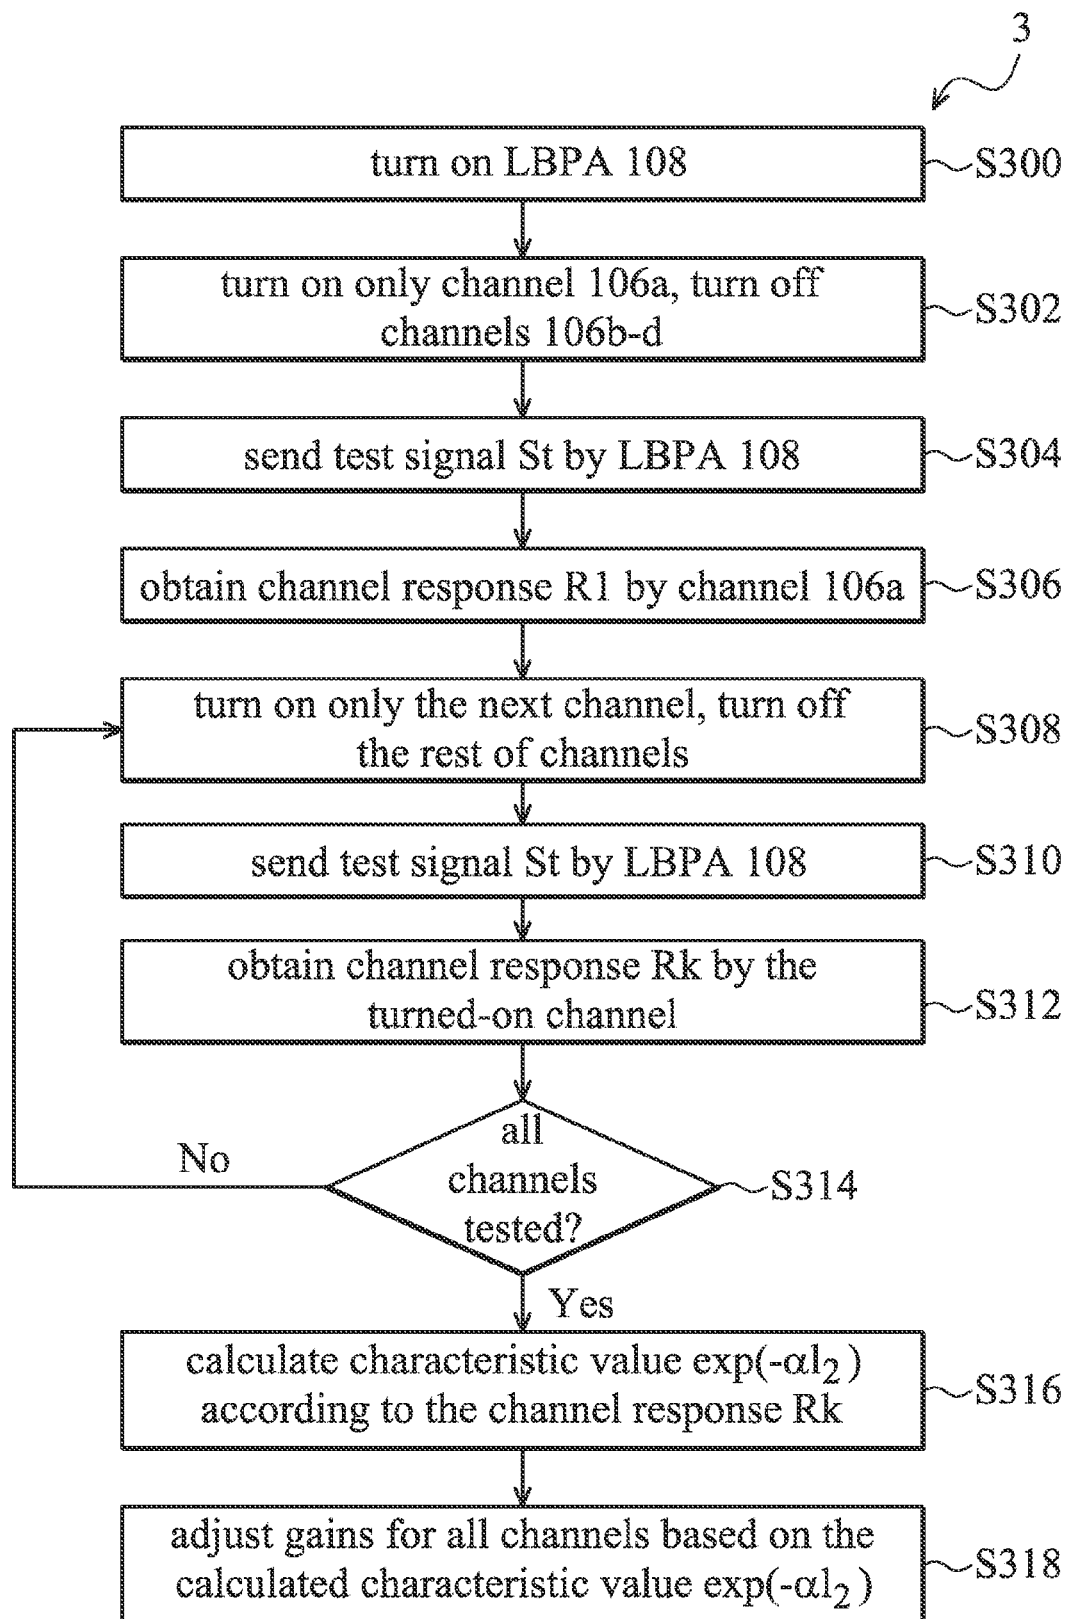 3
turn on LBPA 108
S300
turn on only channel 106a, turn off
channels 106b-d
S302
send test signal St by LBPA 108
S304
obtain channel response R1 by channel 106a
S306
turn on only the next channel, turn off
the rest of channels
S308
send test signal St by LBPA 108
S310
obtain channel response Rk by the
turned-on channel
S312
all
channels
tested?
S314
No
Yes
calculate characteristic value exp(-αl₂)
according to the channel response Rk
S316
adjust gains for all channels based on the
calculated characteristic value exp(-αl₂)
S318